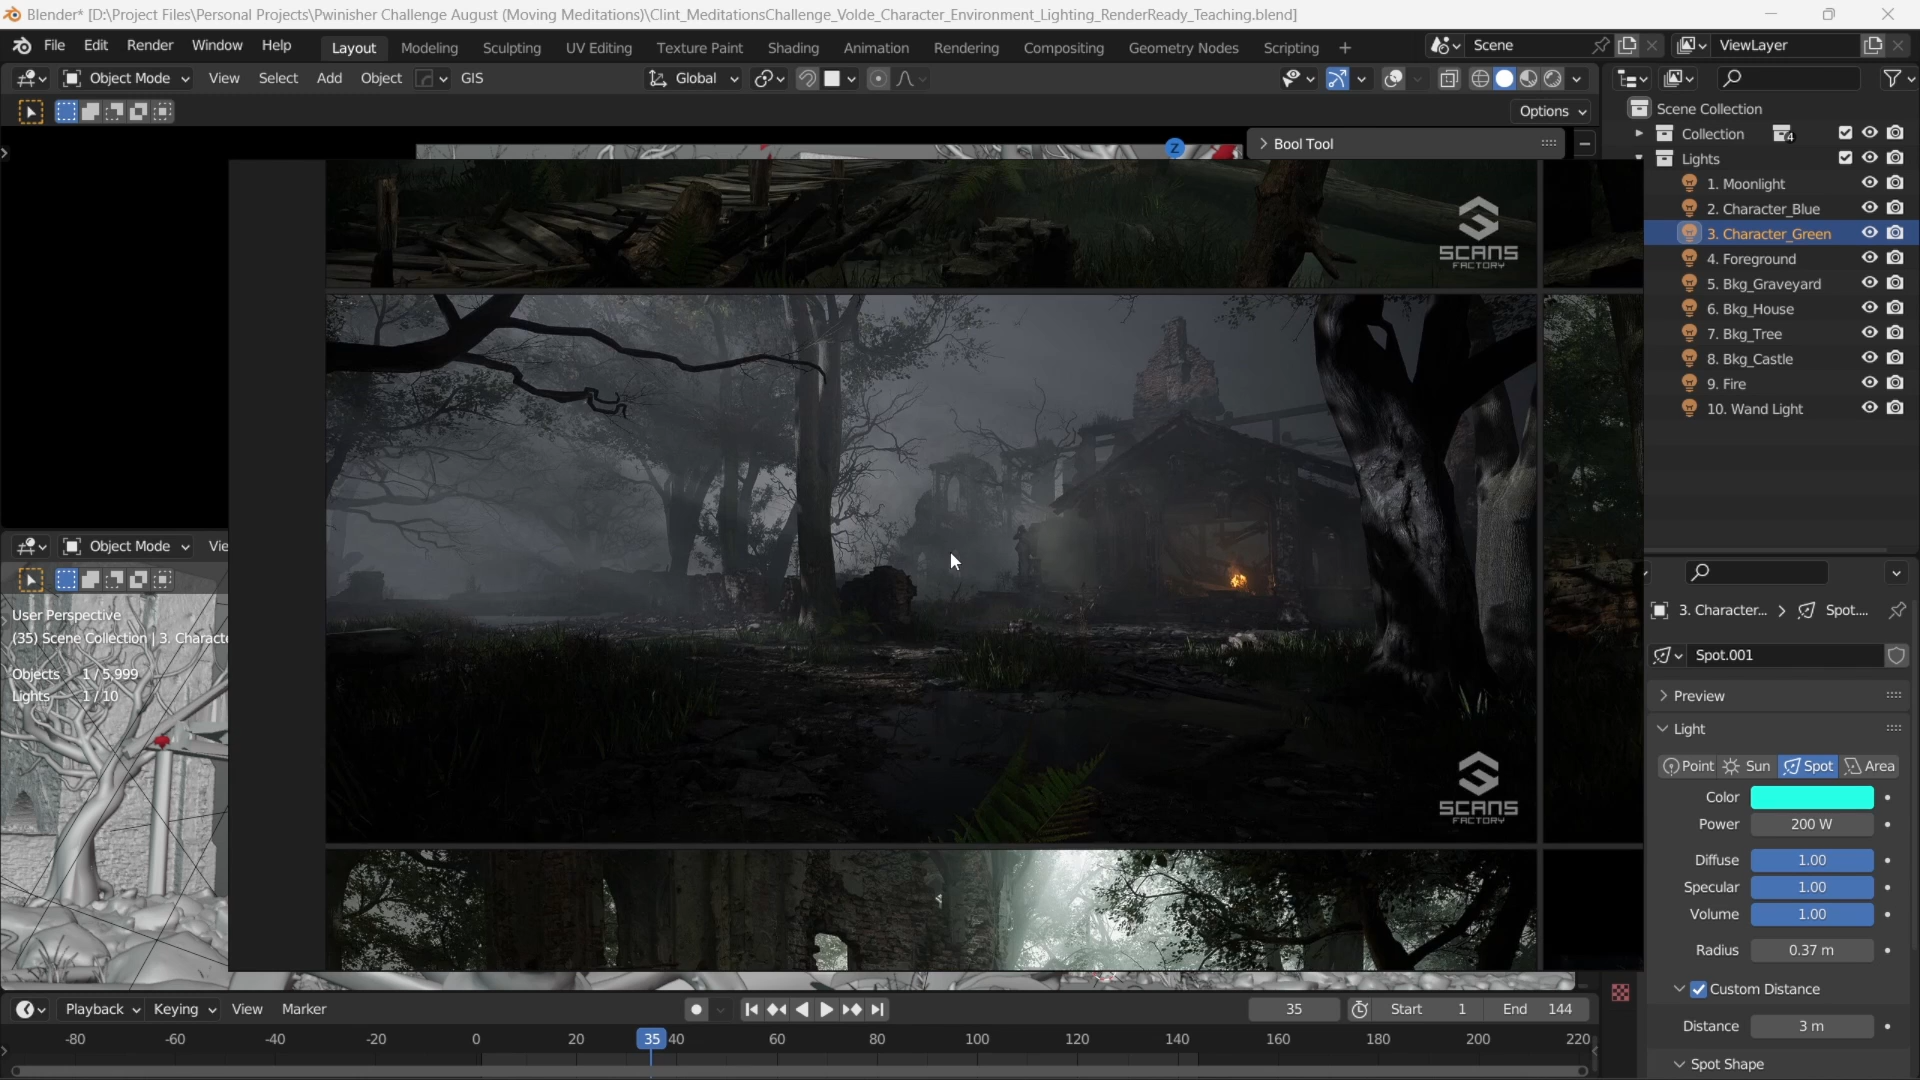 Blender* [D:\Project Files\Personal Projects\Pwinisher Challenge August (Moving Meditations)\Clint_MeditationsChallenge_Volde_Character_Environment_Lighting_RenderReady_Teaching.blend]
File Edit Render Window Help Layout Modeling Sculpting UV Editing Texture Paint Shading Animation Rendering Compositing Geometry Nodes Scripting + Scene ViewLayer
Object Mode View Select Add Object GIS Global
Options
Bool Tool
Z
Scene Collection
Collection 4
Lights
1. Moonlight
2. Character_Blue
3. Character_Green
4. Foreground
5. Bkg_Graveyard
6. Bkg_House
7. Bkg_Tree
8. Bkg_Castle
9. Fire
10. Wand Light
SCANS
FACTORY
Object Mode Vie
User Perspective
(35) Scene Collection | 3. Characte
Objects 1/5,999
Lights 1/10
SCANS
FACTORY
3. Character... Spot....
Spot.001
Preview
Light
Point Sun Spot Area
Color
Power 200 W
Diffuse 1.00
Specular 1.00
Volume 1.00
Radius 0.37 m
Custom Distance
Distance 3 m
Spot Shape
Playback Keying View Marker 35 Start 1 End 144
-80 -60 -40 -20 0 20 35 40 60 80 100 120 140 160 180 200 220